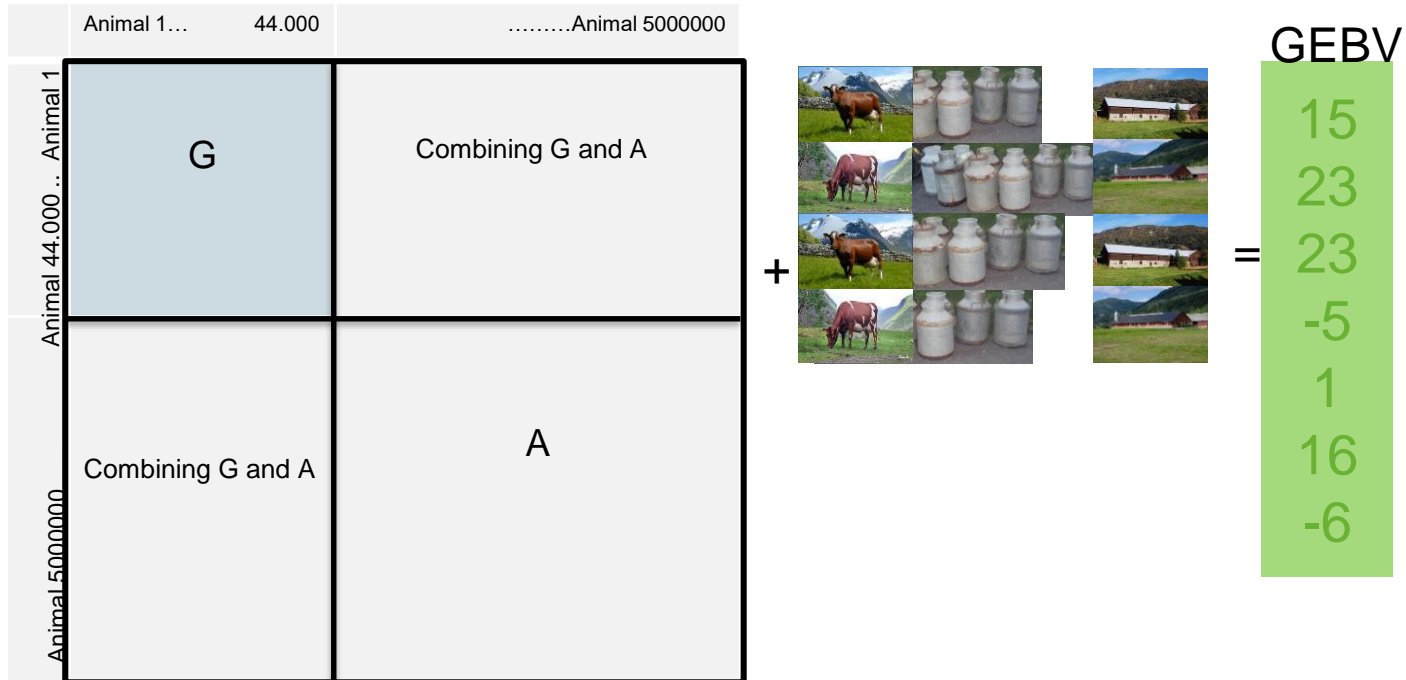 Animal 1... 44.000 .........Animal 5000000
Animal 44.000 .. Animal 1
Animal 5000000
G
Combining G and A
Combining G and A
A
+
=
GEBV
15
23
23
-5
1
16
-6